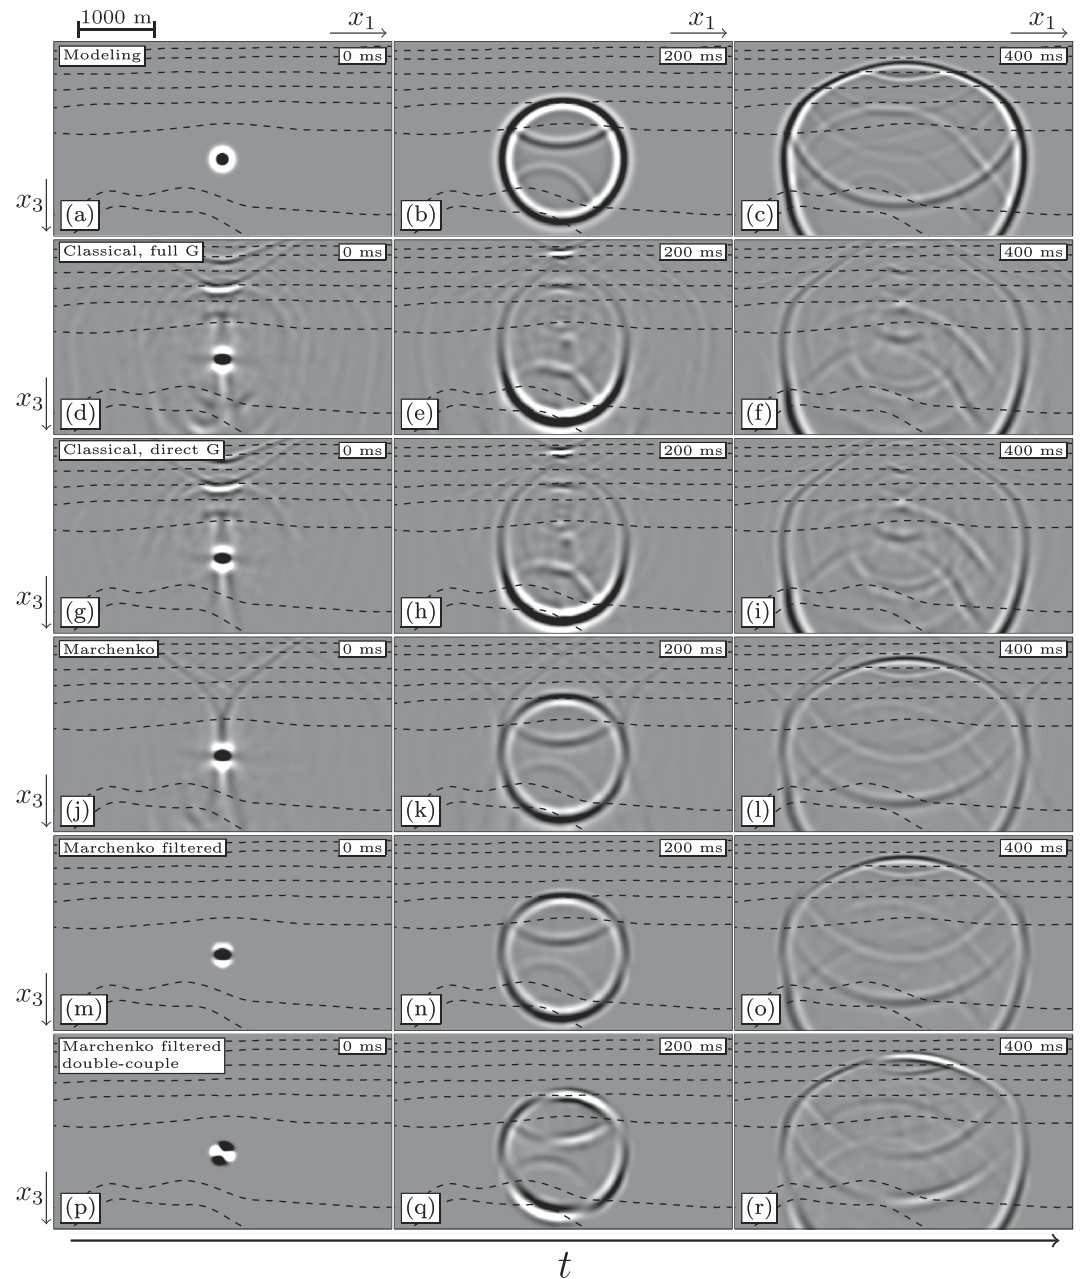 1000 m
x1
x1
x1
Modeling
0 ms
200 ms
400 ms
x3
(a)
(b)
(c)
Classical, full G
0 ms
200 ms
400 ms
x3
(d)
(e)
(f)
Classical, direct G
0 ms
200 ms
400 ms
x3
(g)
(h)
(i)
Marchenko
0 ms
200 ms
400 ms
x3
(j)
(k)
(l)
Marchenko filtered
0 ms
200 ms
400 ms
x3
(m)
(n)
(o)
Marchenko filtered
double-couple
0 ms
200 ms
400 ms
x3
(p)
(q)
(r)
t